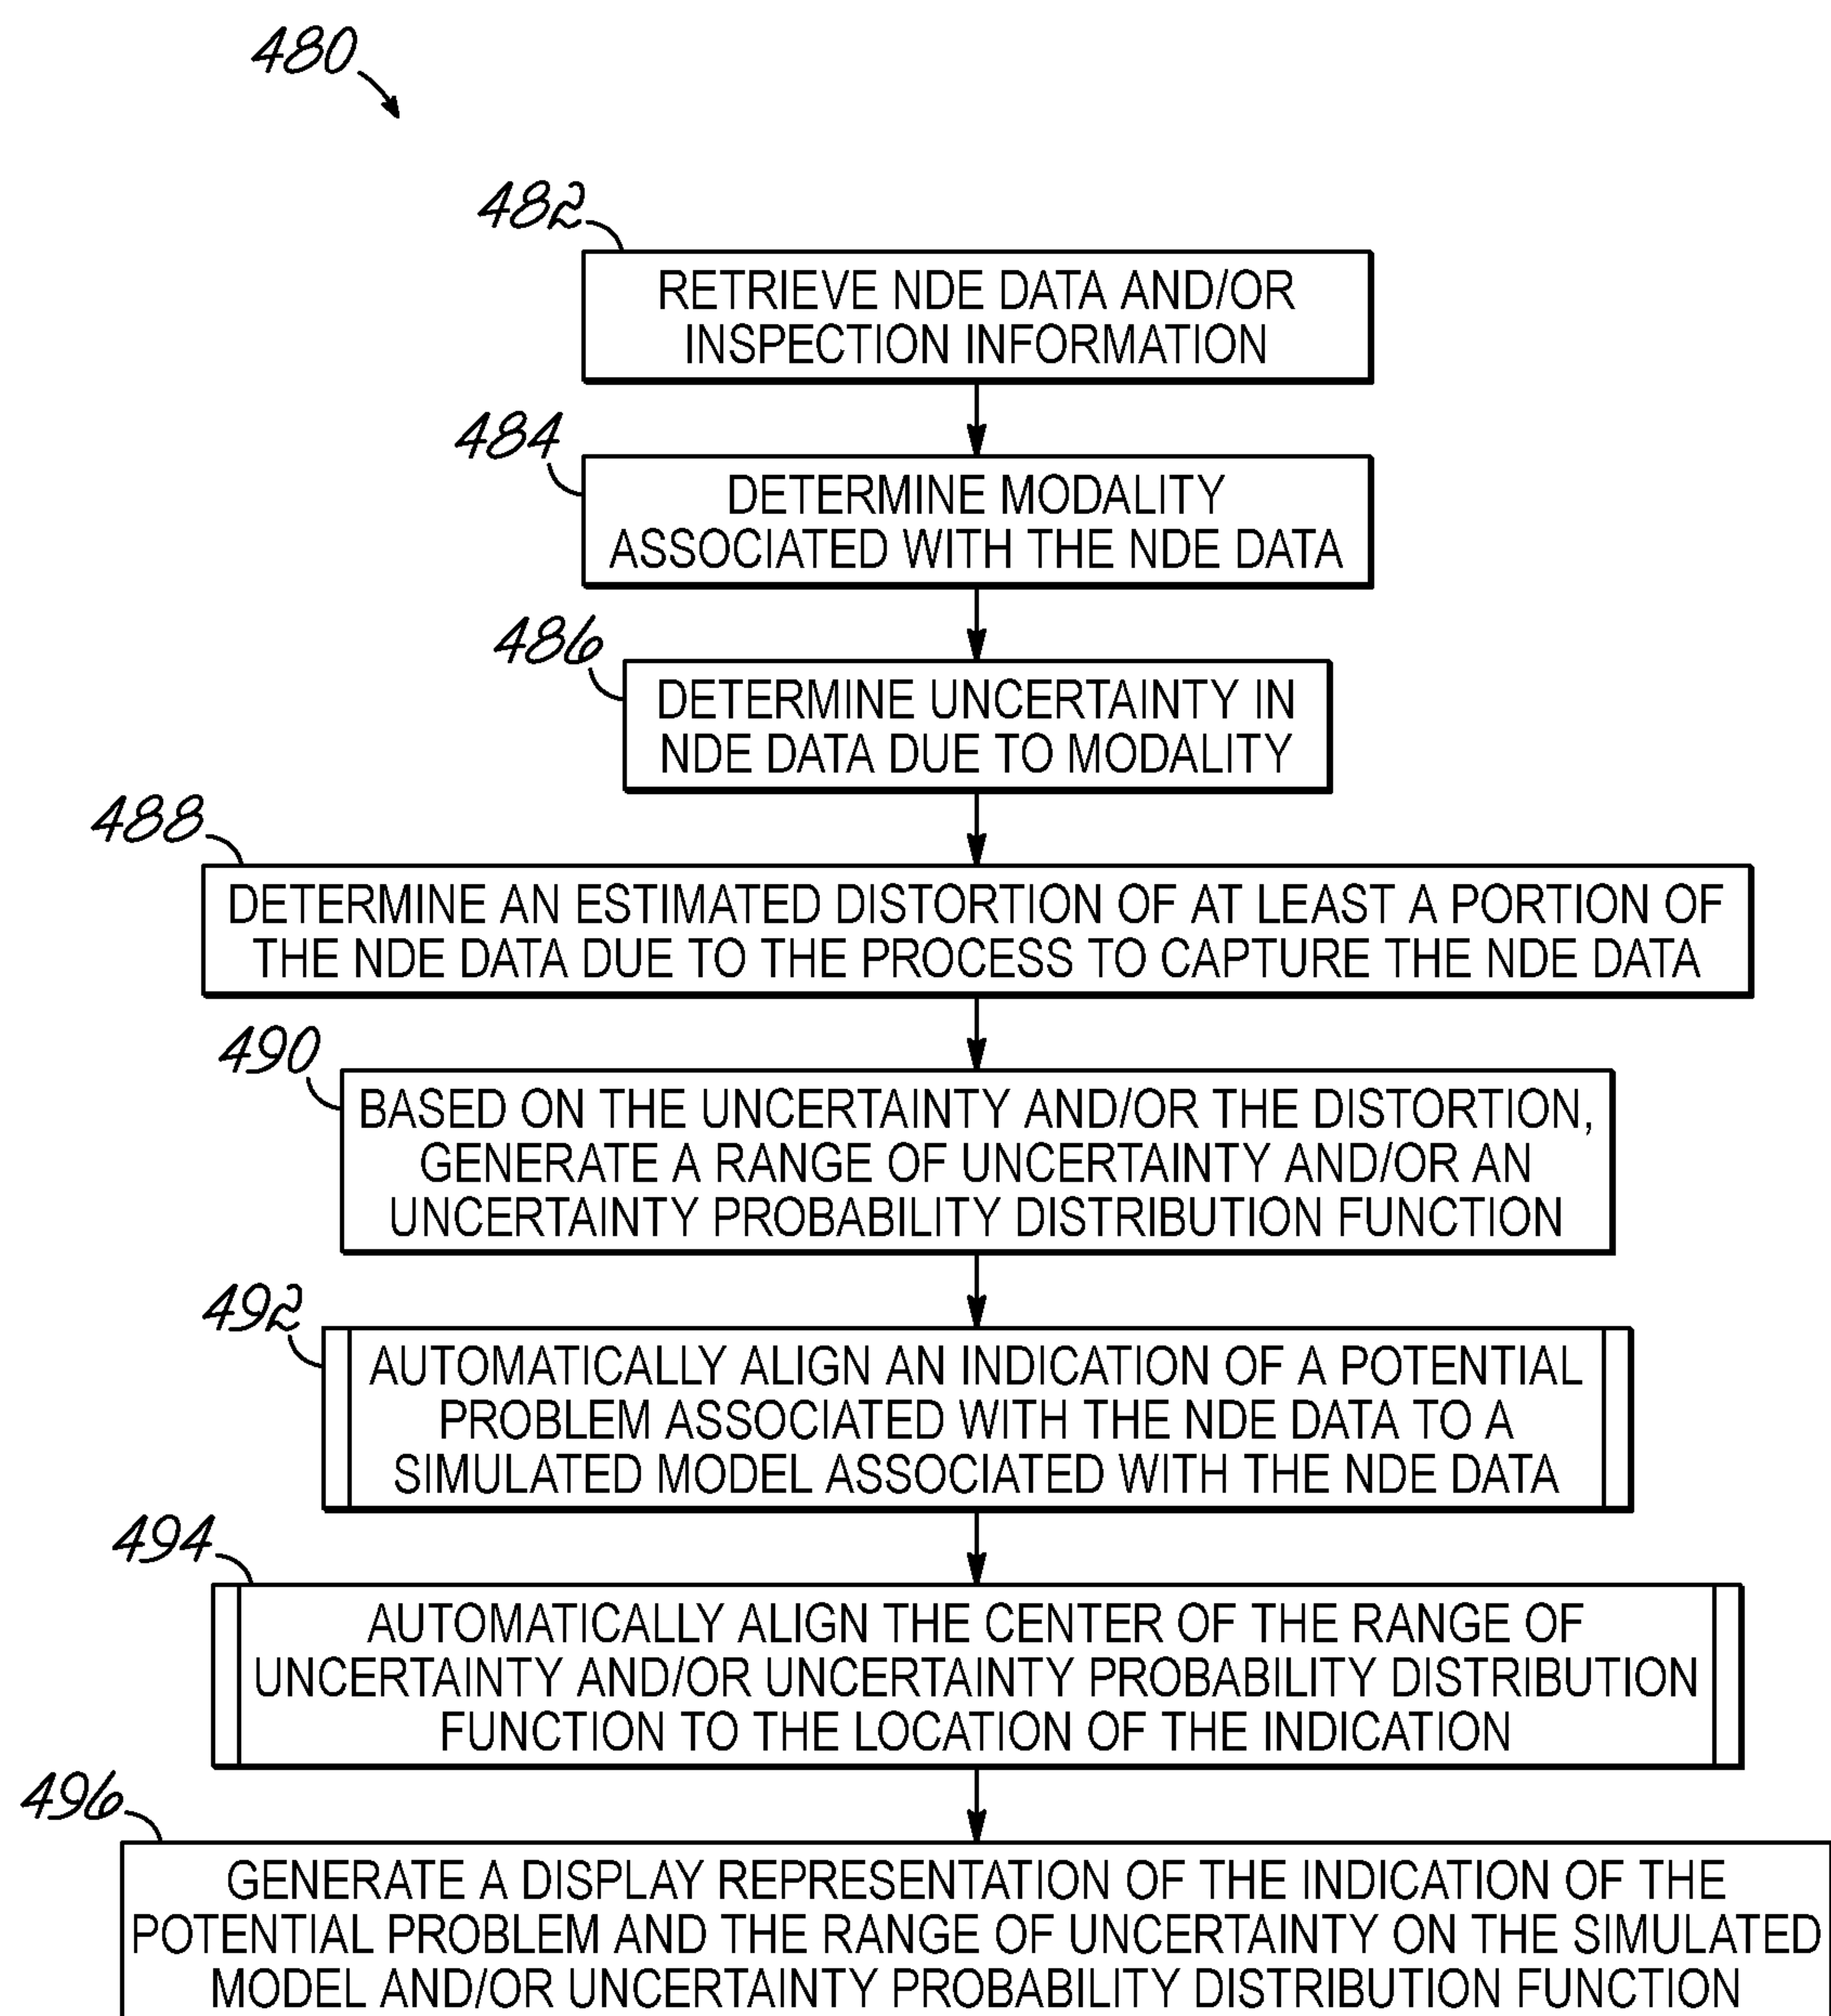 480
482
RETRIEVE NDE DATA AND/OR
INSPECTION INFORMATION
484
DETERMINE MODALITY
ASSOCIATED WITH THE NDE DATA
486
DETERMINE UNCERTAINTY IN
NDE DATA DUE TO MODALITY
488
DETERMINE AN ESTIMATED DISTORTION OF AT LEAST A PORTION OF
THE NDE DATA DUE TO THE PROCESS TO CAPTURE THE NDE DATA
490
BASED ON THE UNCERTAINTY AND/OR THE DISTORTION,
GENERATE A RANGE OF UNCERTAINTY AND/OR AN
UNCERTAINTY PROBABILITY DISTRIBUTION FUNCTION
492
AUTOMATICALLY ALIGN AN INDICATION OF A POTENTIAL
PROBLEM ASSOCIATED WITH THE NDE DATA TO A
SIMULATED MODEL ASSOCIATED WITH THE NDE DATA
494
AUTOMATICALLY ALIGN THE CENTER OF THE RANGE OF
UNCERTAINTY AND/OR UNCERTAINTY PROBABILITY DISTRIBUTION
FUNCTION TO THE LOCATION OF THE INDICATION
496
GENERATE A DISPLAY REPRESENTATION OF THE INDICATION OF THE
POTENTIAL PROBLEM AND THE RANGE OF UNCERTAINTY ON THE SIMULATED
MODEL AND/OR UNCERTAINTY PROBABILITY DISTRIBUTION FUNCTION